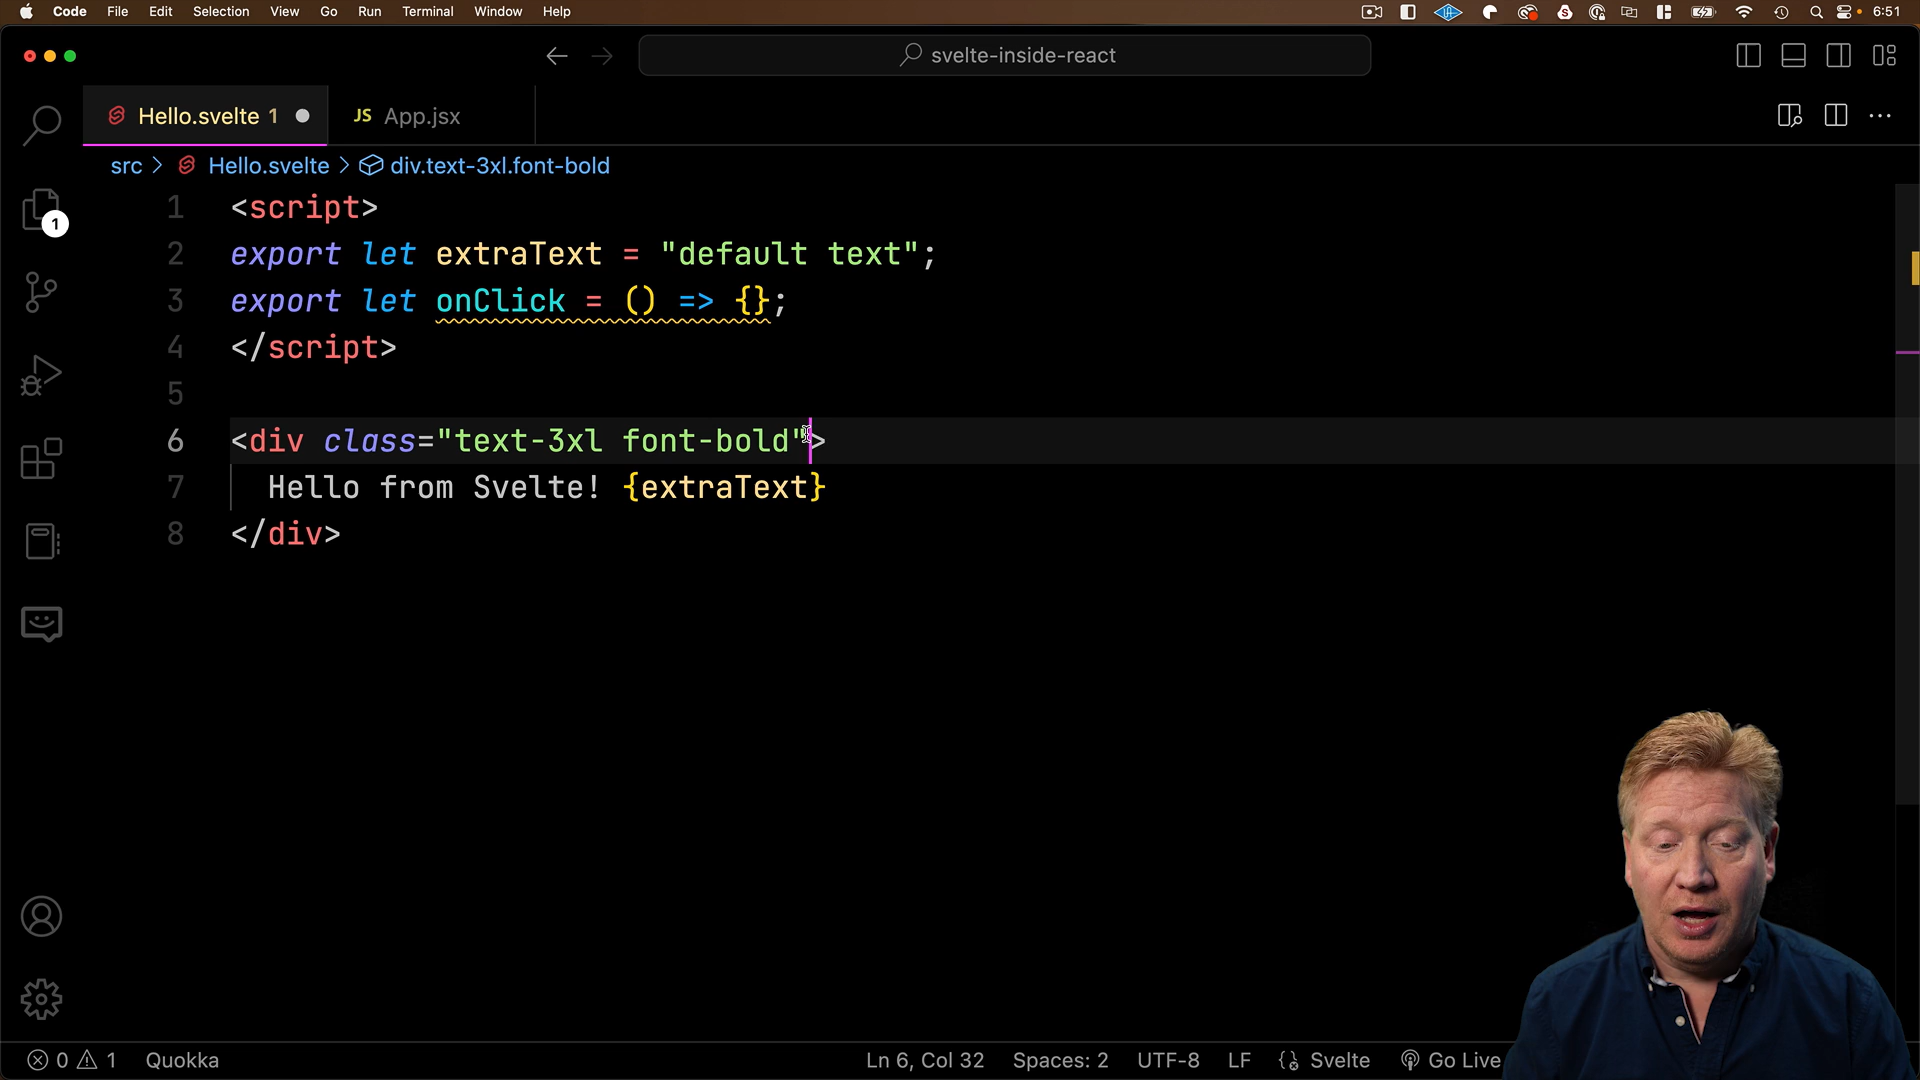 Code File Edit Selection View Go Run Terminal Window Help 6:51
svelte-inside-react
Hello.svelte 1 JS App.jsx
src > Hello.svelte > div.text-3xl.font-bold
1 <script>
2 export let extraText = "default text";
3 export let onClick = () => {};
4 </script>
5
6 <div class="text-3xl font-bold">
7 Hello from Svelte! {extraText}
8 </div>
1
0 1 Quokka Ln 6, Col 32 Spaces: 2 UTF-8 LF Svelte Go Live